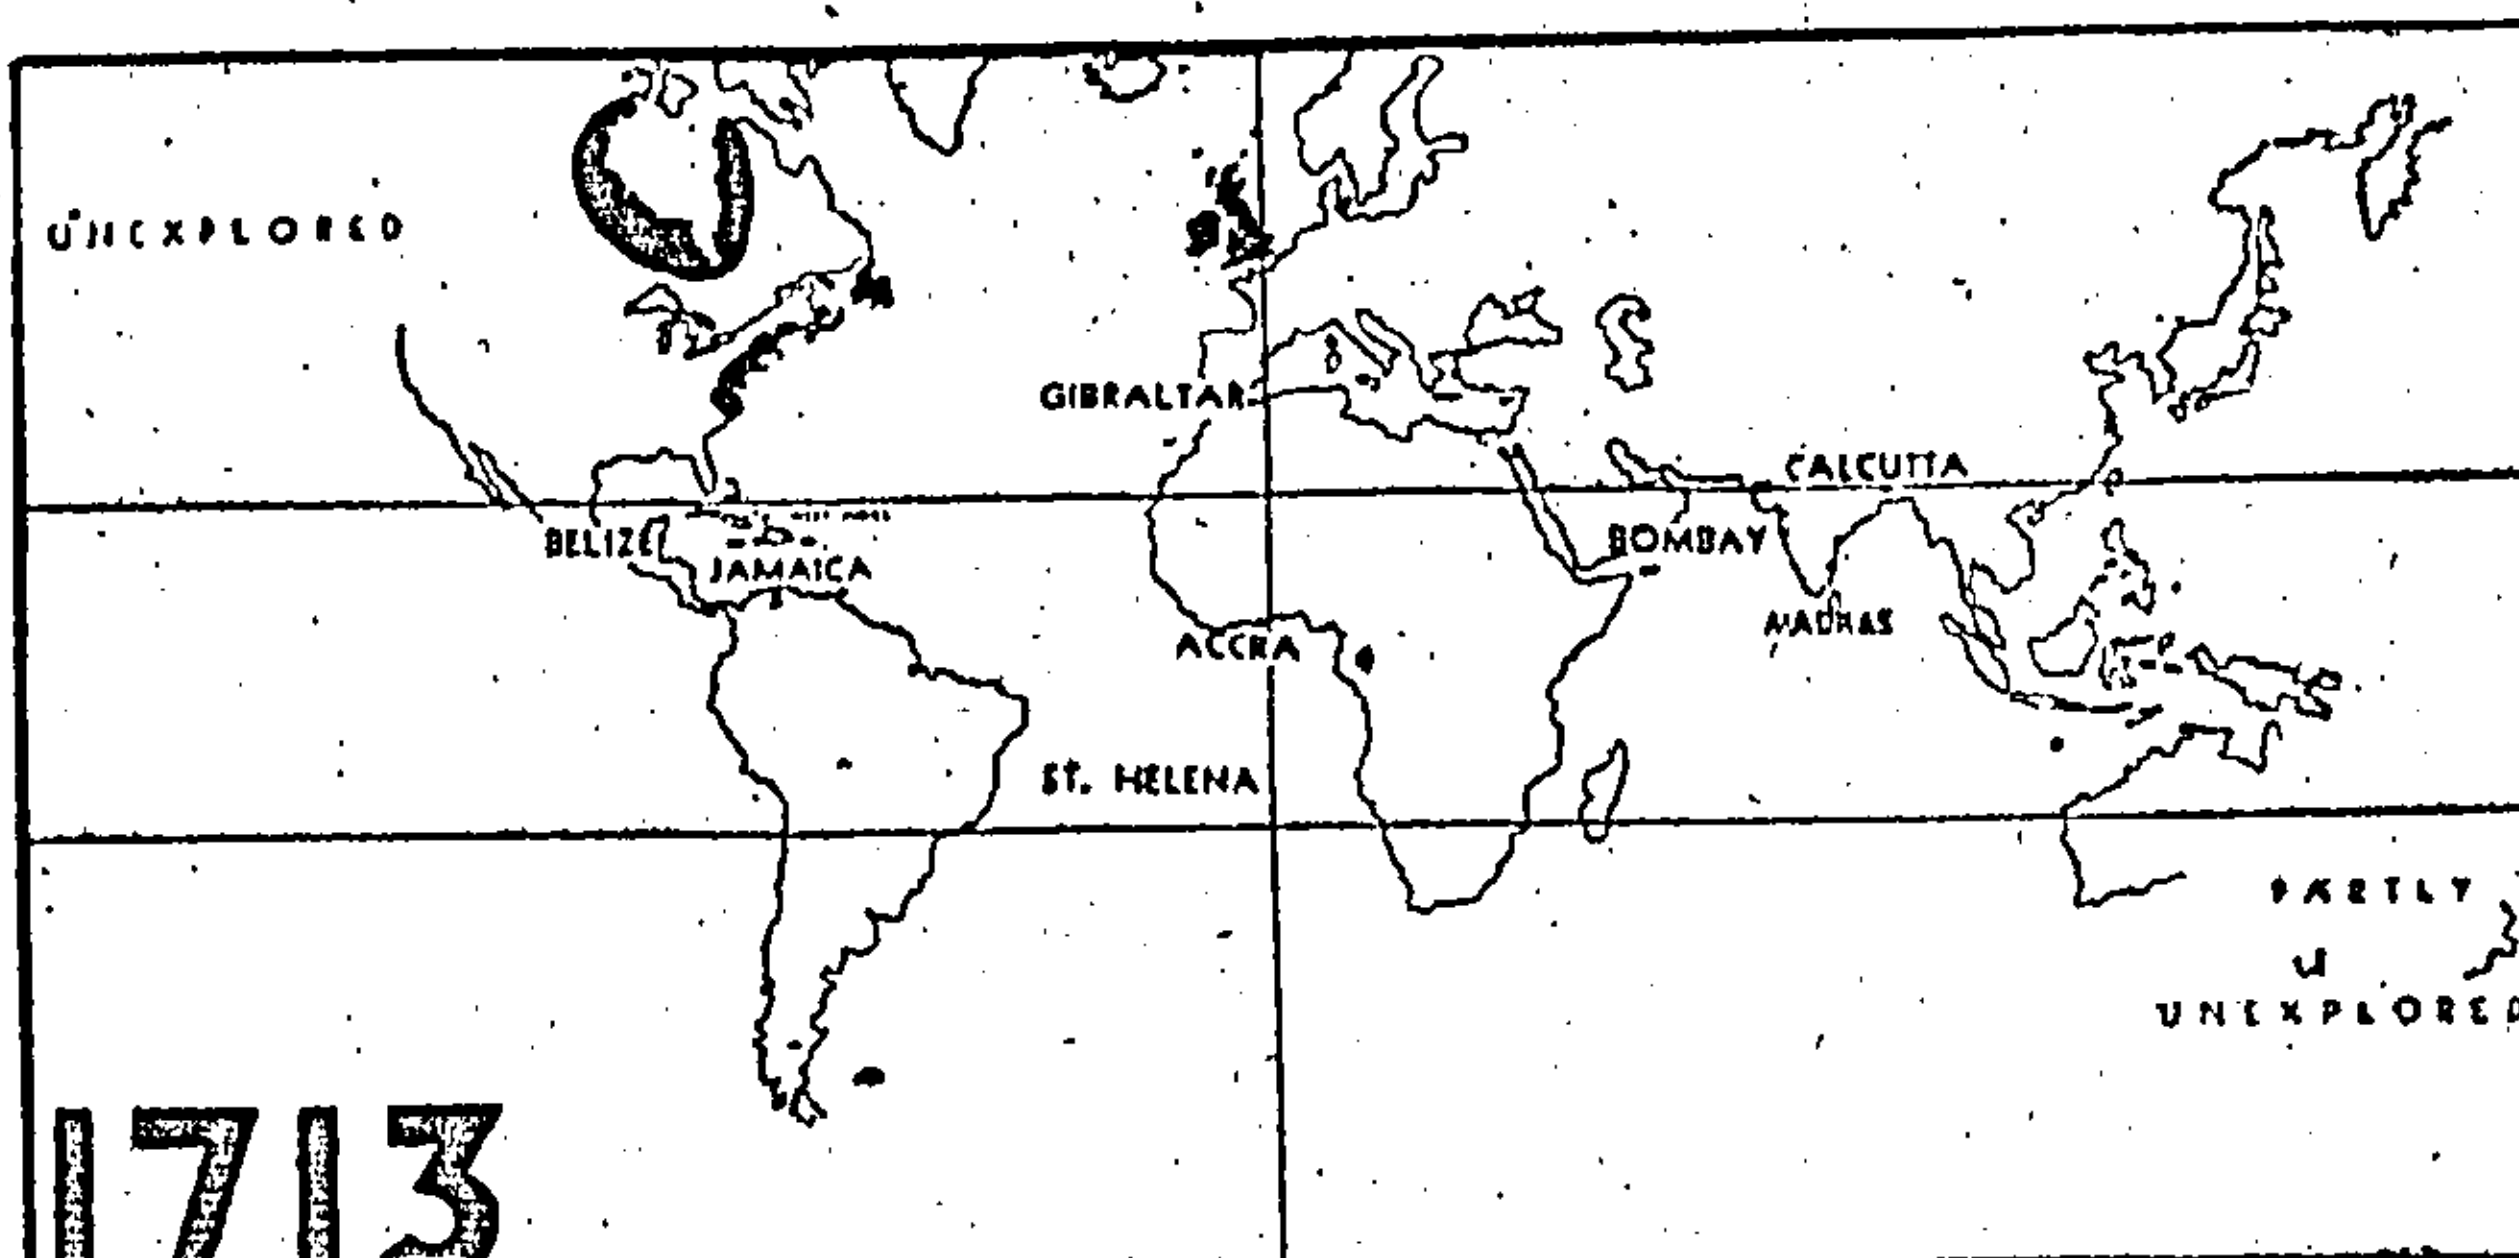 UNEXPLORED
GIBRALTAR
CALCUTTA
BELIZE
BOMBAY
JAMAICA
MADRAS
ACCRA
ST. HELENA
PARTLY
UNEXPLORED
1713